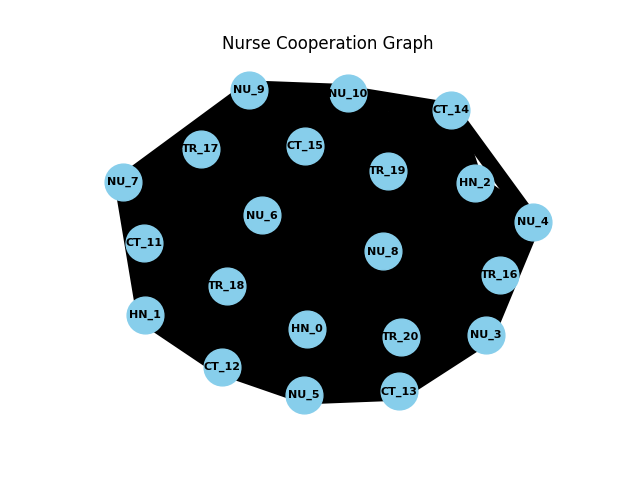 Nurse Cooperation Graph
NU_9
NU_10
CT_14
TR_17
CT_15
TR_19
NU_7
HN_2
NU_6
NU_4
CT_11
NU_8
TR_16
TR_18
HN_1
HN_0
TR_20
NU_3
CT_12
NU_5
CT_13